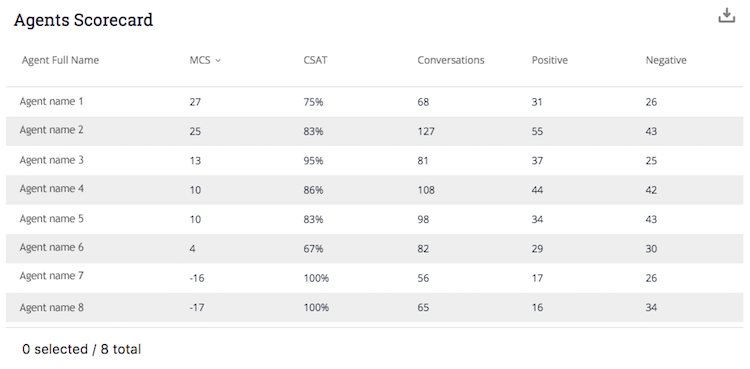 Agents Scorecard
Agent Full Name MCS CSAT Conversations Positive Negative
Agent name 1 27 75% 68 31 26
Agent name 2 25 83% 127 55 43
Agent name 3 13 95% 81 37 25
Agent name 4 10 86% 108 44 42
Agent name 5 10 83% 98 34 43
Agent name 6 4 67% 82 29 30
Agent name 7 -16 100% 56 17 26
Agent name 8 -17 100% 65 16 34
0 selected / 8 total